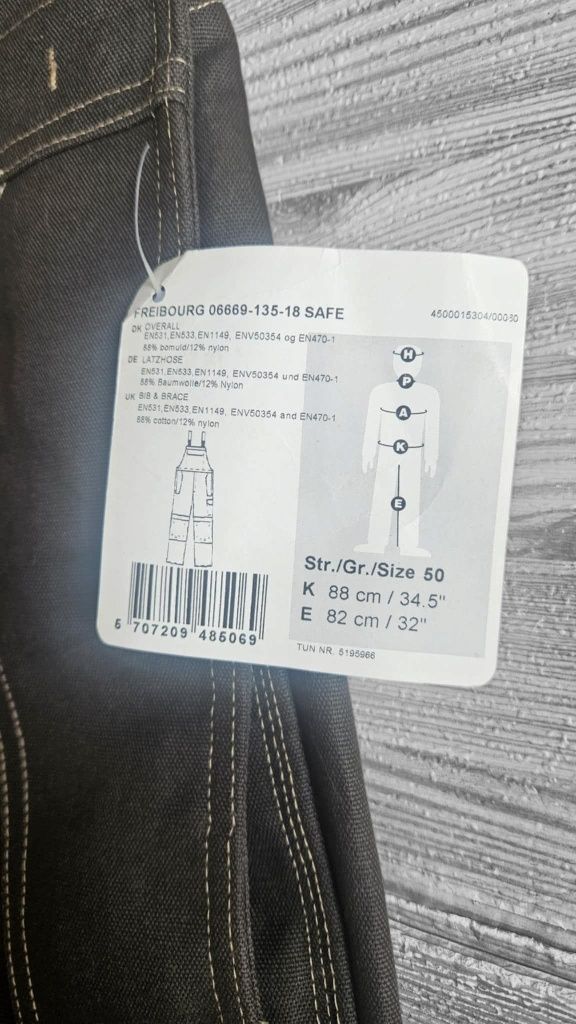 FREIBOURG 06669-135-18 SAFE
4500015304/00030
DK OVERALL
EN531,EN533,EN1149, ENV50354 og EN470-1
88% bomuld/12% nylon
DE LATZHOSE
EN531,EN533,EN1149, ENV50354 und EN470-1
88% Baumwolle/12% Nylon
UK BIB & BRACE
EN531,EN533,EN1149, ENV50354 and EN470-1
88% cotton/12% nylon
H
P
A
K
E
Str./Gr./Size 50
K 88 cm / 34.5"
E 82 cm / 32"
5 707209 485069
TUN NR. 5195966